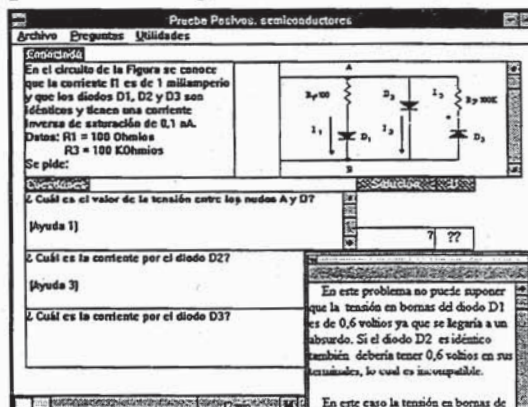 Prueba Pasivos. semiconductores
Archivo Preguntas Utilidades
Enunciado
En el circuito de la Figura se conoce
que la corriente I1 es de 1 miliamperio
y que los diodos D1, D2 y D3 son
idénticos y tienen una corriente
inversa de saturación de 0,1 nA.
Datos: R1 = 100 Ohmios
R3 = 100 KOhmios
Se pide:
A
R1=100
D2
I3
R3=100K
I1
D1
I2
D3
B
Cuestiones
Solución
U
¿ Cuál es el valor de la tensión entre los nudos A y D?
[Ayuda 1]
? ??
¿ Cuál es la corriente por el diodo D2?
[Ayuda 3]
¿ Cuál es la corriente por el diodo D3?
En este problema no puede suponer
que la tensión en bornas del diodo D1
es de 0,6 voltios ya que se llegaría a un
absurdo. Si el diodo D2 es idéntico
también debería tener 0,6 voltios en sus
terminales, lo cual es incompatible.
En este caso la tensión en bornas de